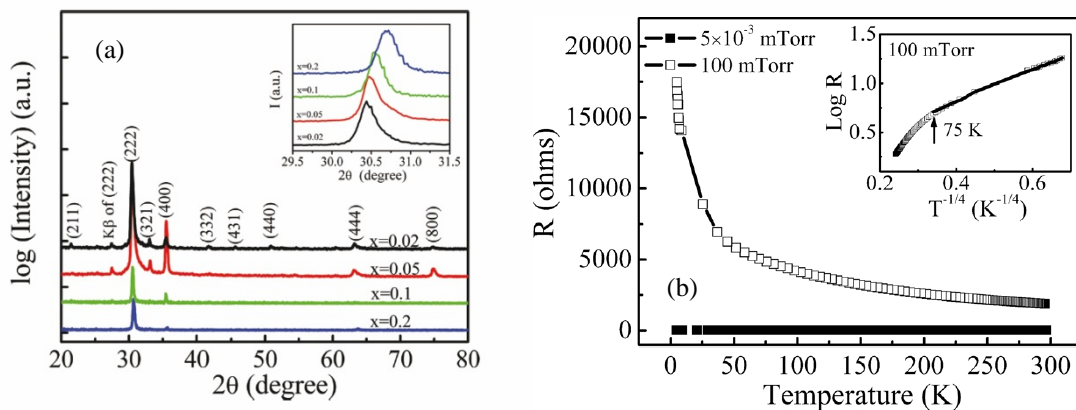 (a)
log (Intensity) (a.u.)
(211)
Kβ of (222)
(222)
(321)
(400)
(332)
(431)
(440)
(444)
(800)
x=0.02
x=0.05
x=0.1
x=0.2
20 30 40 50 60 70 80
2θ (degree)
I (a.u.)
x=0.2
x=0.1
x=0.05
x=0.02
29.5 30.0 30.5 31.0 31.5
2θ (degree)
R (ohms)
20000
15000
10000
5000
0
5×10⁻³ mTorr
100 mTorr
(b)
0 50 100 150 200 250 300
Temperature (K)
Log R
1.5
1.0
0.5
100 mTorr
75 K
0.2 0.4 0.6
T⁻¹/⁴ (K⁻¹/⁴)